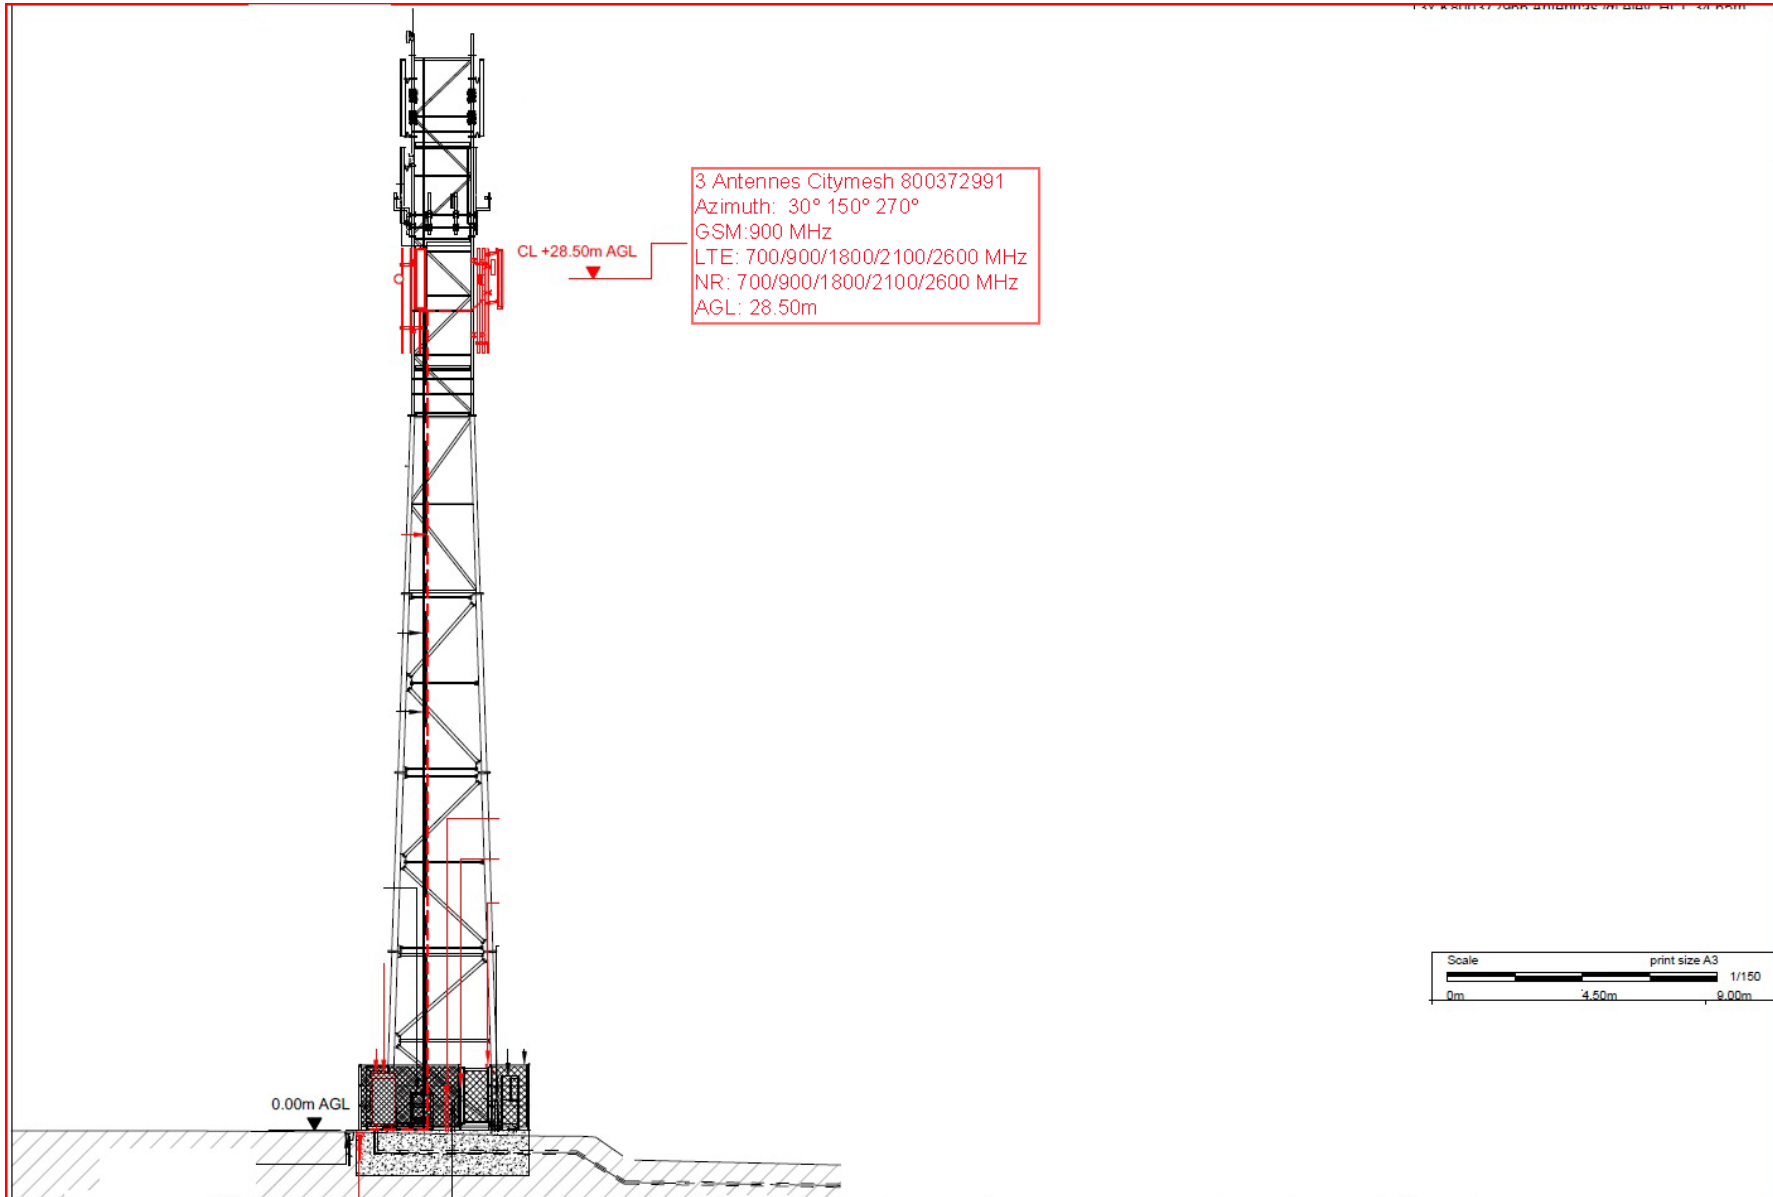 3 Antennes Citymesh 800372991
Azimuth: 30° 150° 270°
GSM:900 MHz
LTE: 700/900/1800/2100/2600 MHz
NR: 700/900/1800/2100/2600 MHz
AGL: 28.50m
CL +28.50m AGL
Scale print size A3
1/150
0m 4.50m 9.00m
0.00m AGL